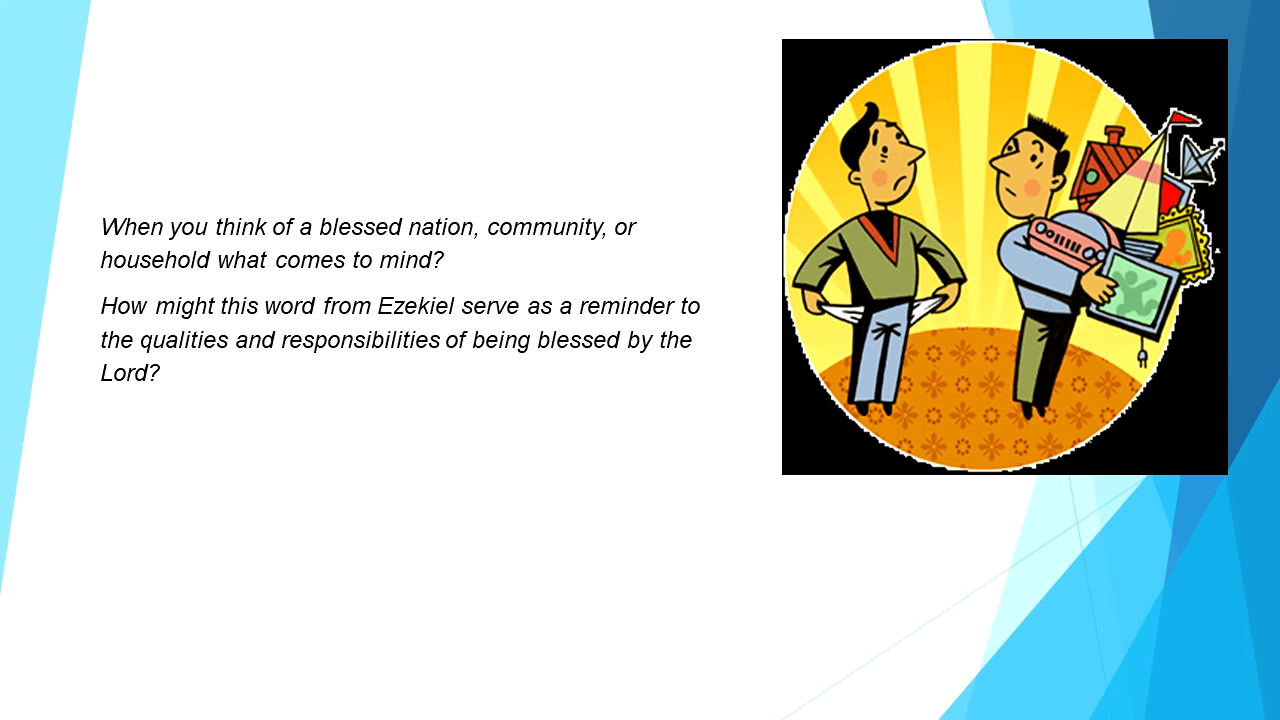 When you think of a blessed nation, community, or
household what comes to mind?
How might this word from Ezekiel serve as a reminder to
the qualities and responsibilities of being blessed by the
Lord?